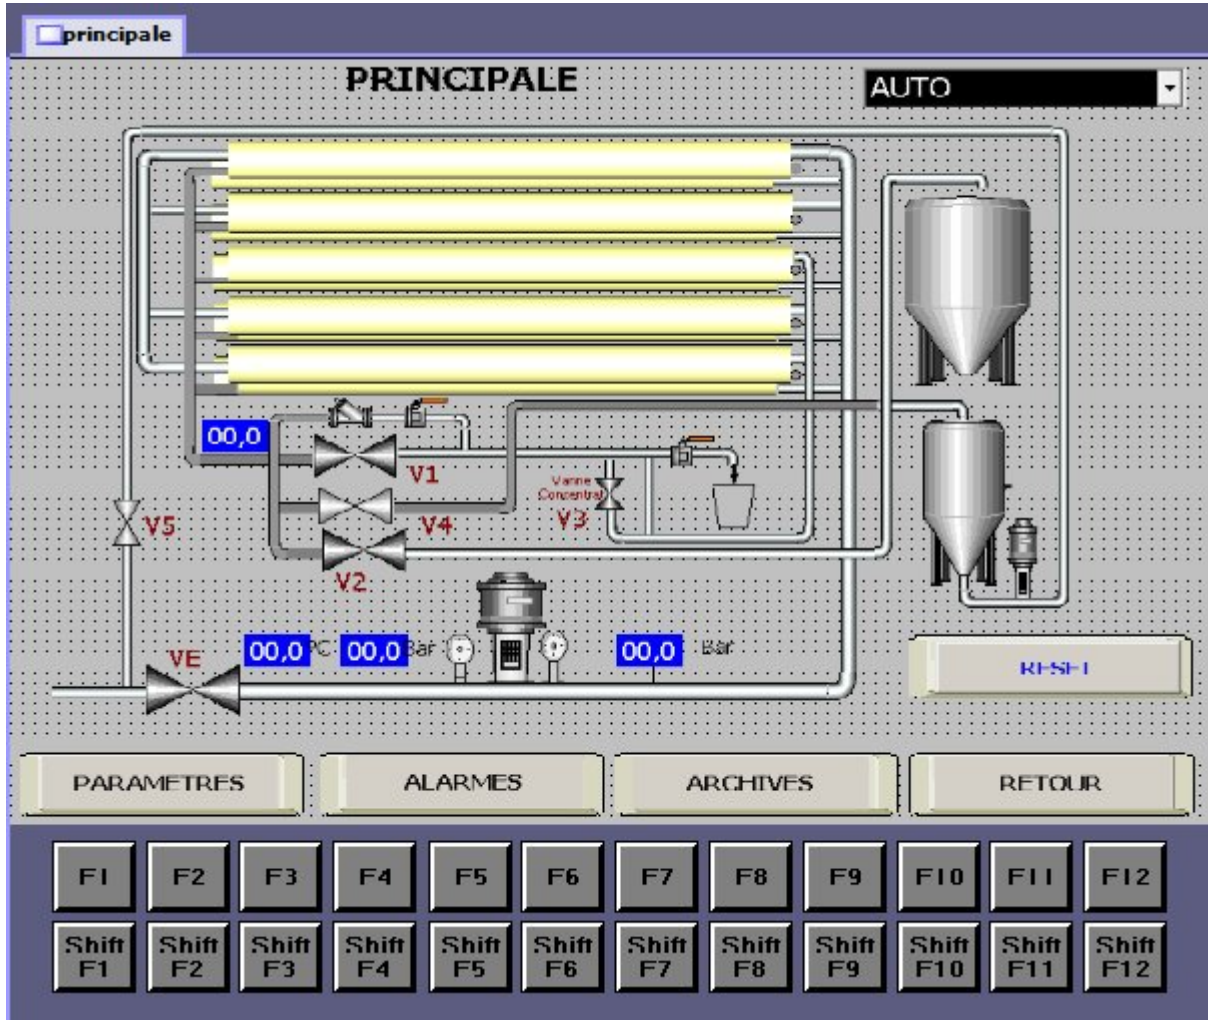 principale
PRINCIPALE
AUTO
00,0
V1
Vanne
Concentrat
V3
V4
V5
V2
VE
00,0 °C 00,0 Bar
00,0 Bar
RESET
PARAMETRES ALARMES ARCHIVES RETOUR
F1 F2 F3 F4 F5 F6 F7 F8 F9 F10 F11 F12
Shift Shift Shift Shift Shift Shift Shift Shift Shift Shift Shift Shift
F1 F2 F3 F4 F5 F6 F7 F8 F9 F10 F11 F12